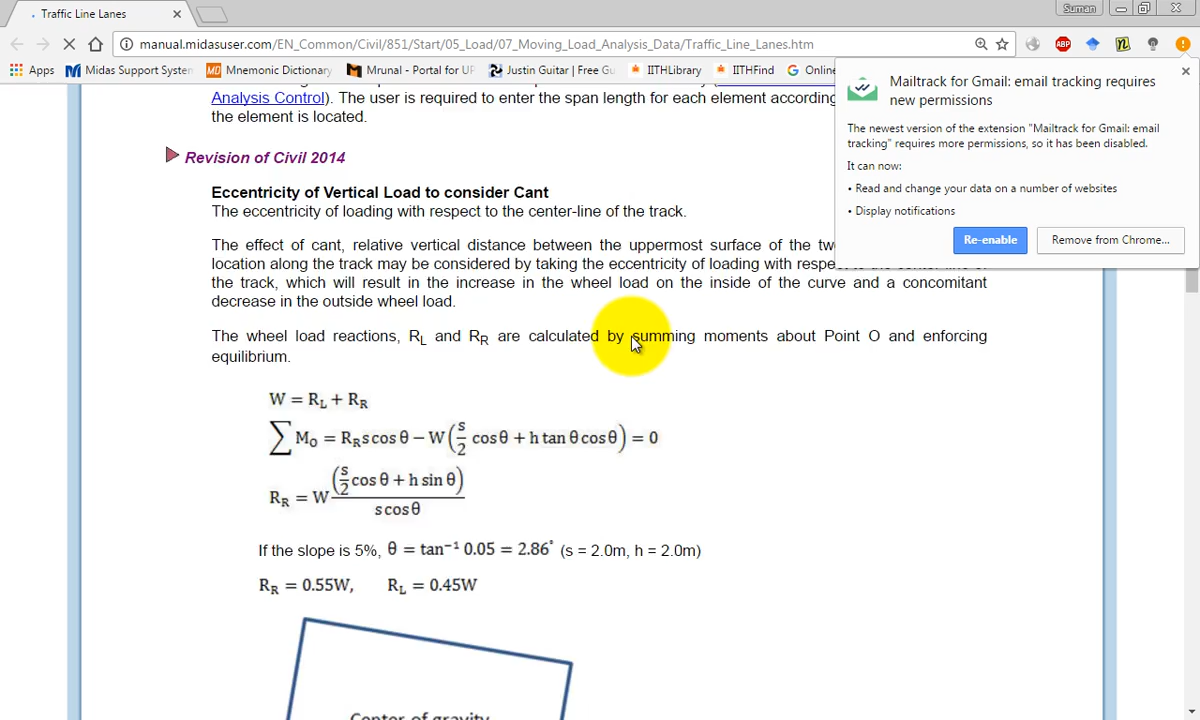 Traffic Line Lanes
Suman
manual.midasuser.com/EN_Common/Civil/851/Start/05_Load/07_Moving_Load_Analysis_Data/Traffic_Line_Lanes.htm
ABP
Apps Midas Support System MD Mnemonic Dictionary Mrunal - Portal for UP Justin Guitar | Free Gu IITHLibrary IITHFind G Online
Analysis Control). The user is required to enter the span length for each element according
the element is located.
Mailtrack for Gmail: email tracking requires
new permissions
The newest version of the extension "Mailtrack for Gmail: email
tracking" requires more permissions, so it has been disabled.
It can now:
• Read and change your data on a number of websites
• Display notifications
Re-enable Remove from Chrome...
Revision of Civil 2014
Eccentricity of Vertical Load to consider Cant
The eccentricity of loading with respect to the center-line of the track.
The effect of cant, relative vertical distance between the uppermost surface of the
location along the track may be considered by taking the eccentricity of loading with respect to the center-line of
the track, which will result in the increase in the wheel load on the inside of the curve and a concomitant
decrease in the outside wheel load.
The wheel load reactions, RL and RR are calculated by summing moments about Point O and enforcing
equilibrium.
W = RL + RR
∑ MO = RR s cos θ − W (s/2 cos θ + h tan θ cos θ) = 0
RR = W (s/2 cos θ + h sin θ) / s cos θ
If the slope is 5%, θ = tan⁻¹ 0.05 = 2.86° (s = 2.0m, h = 2.0m)
RR = 0.55W, RL = 0.45W
Center of gravity